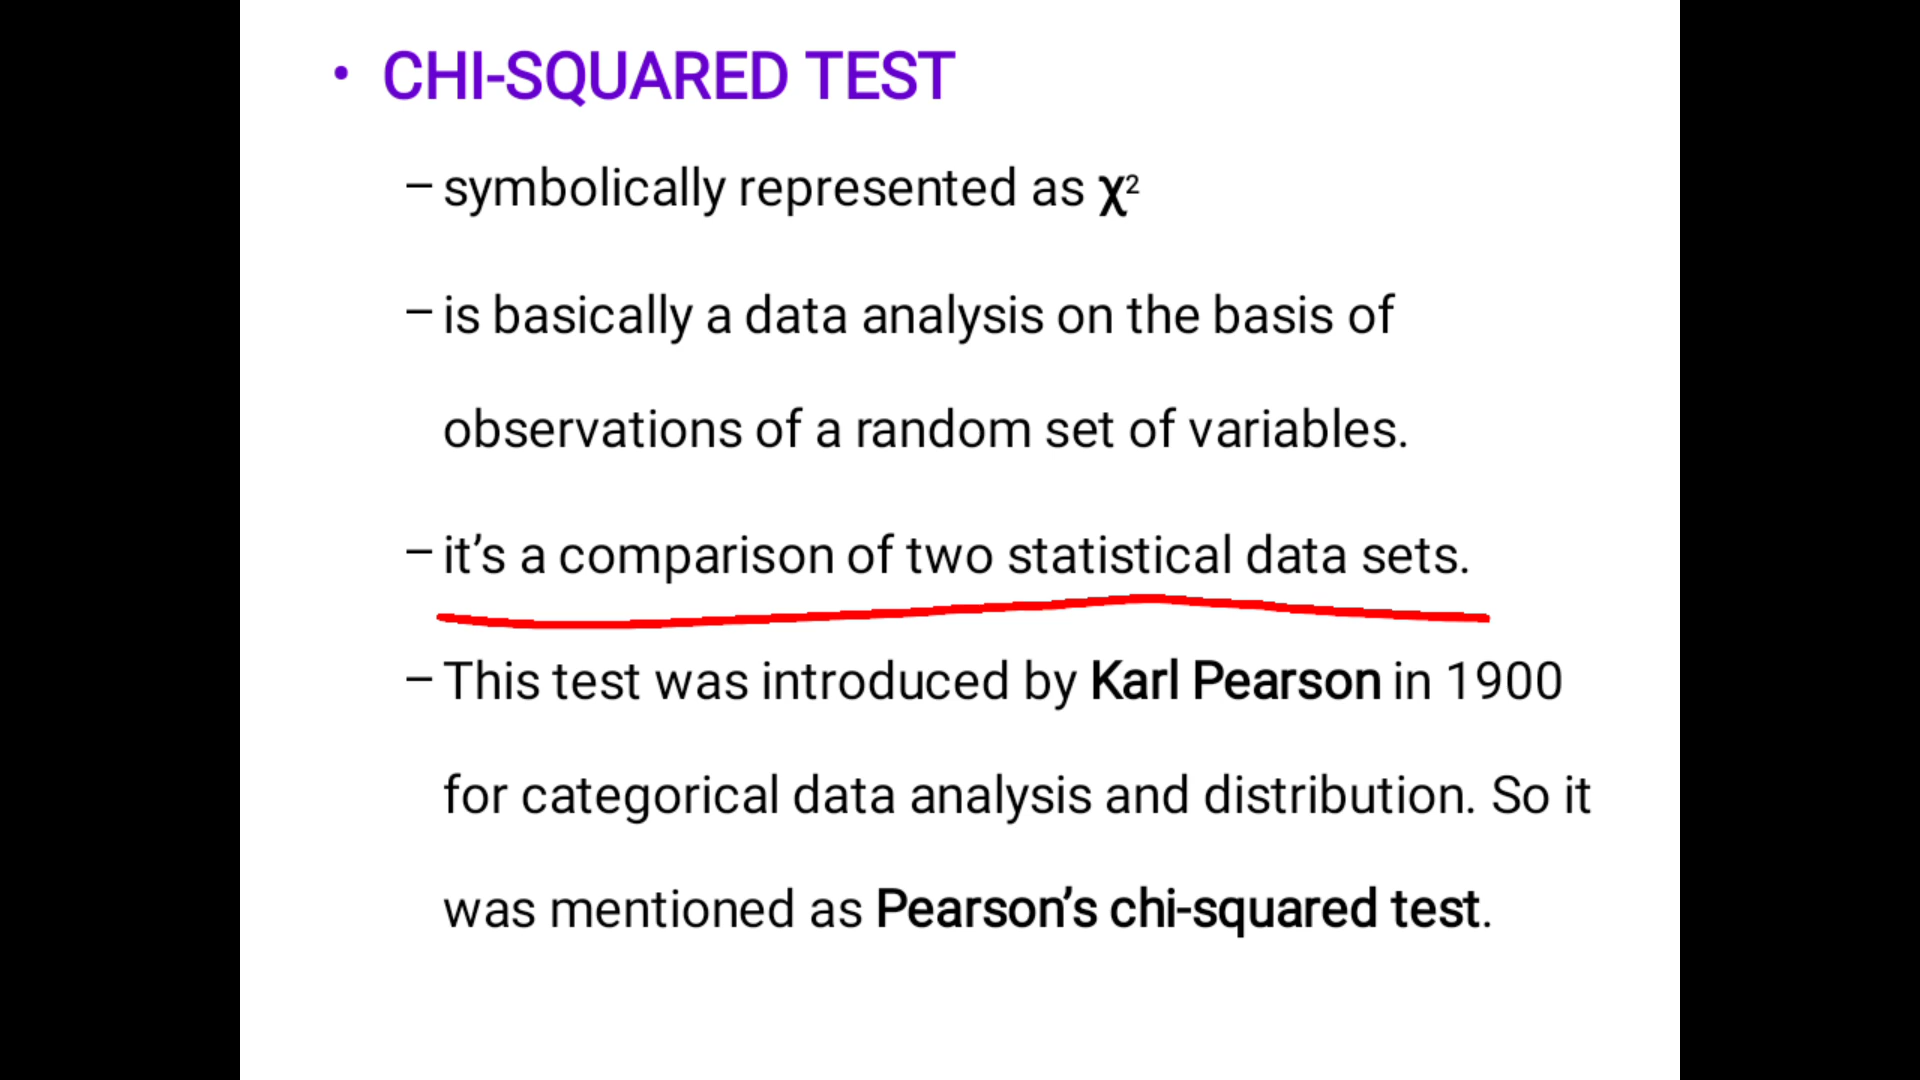 • CHI-SQUARED TEST
– symbolically represented as χ²
– is basically a data analysis on the basis of
observations of a random set of variables.
– it’s a comparison of two statistical data sets.
– This test was introduced by Karl Pearson in 1900
for categorical data analysis and distribution. So it
was mentioned as Pearson’s chi-squared test.